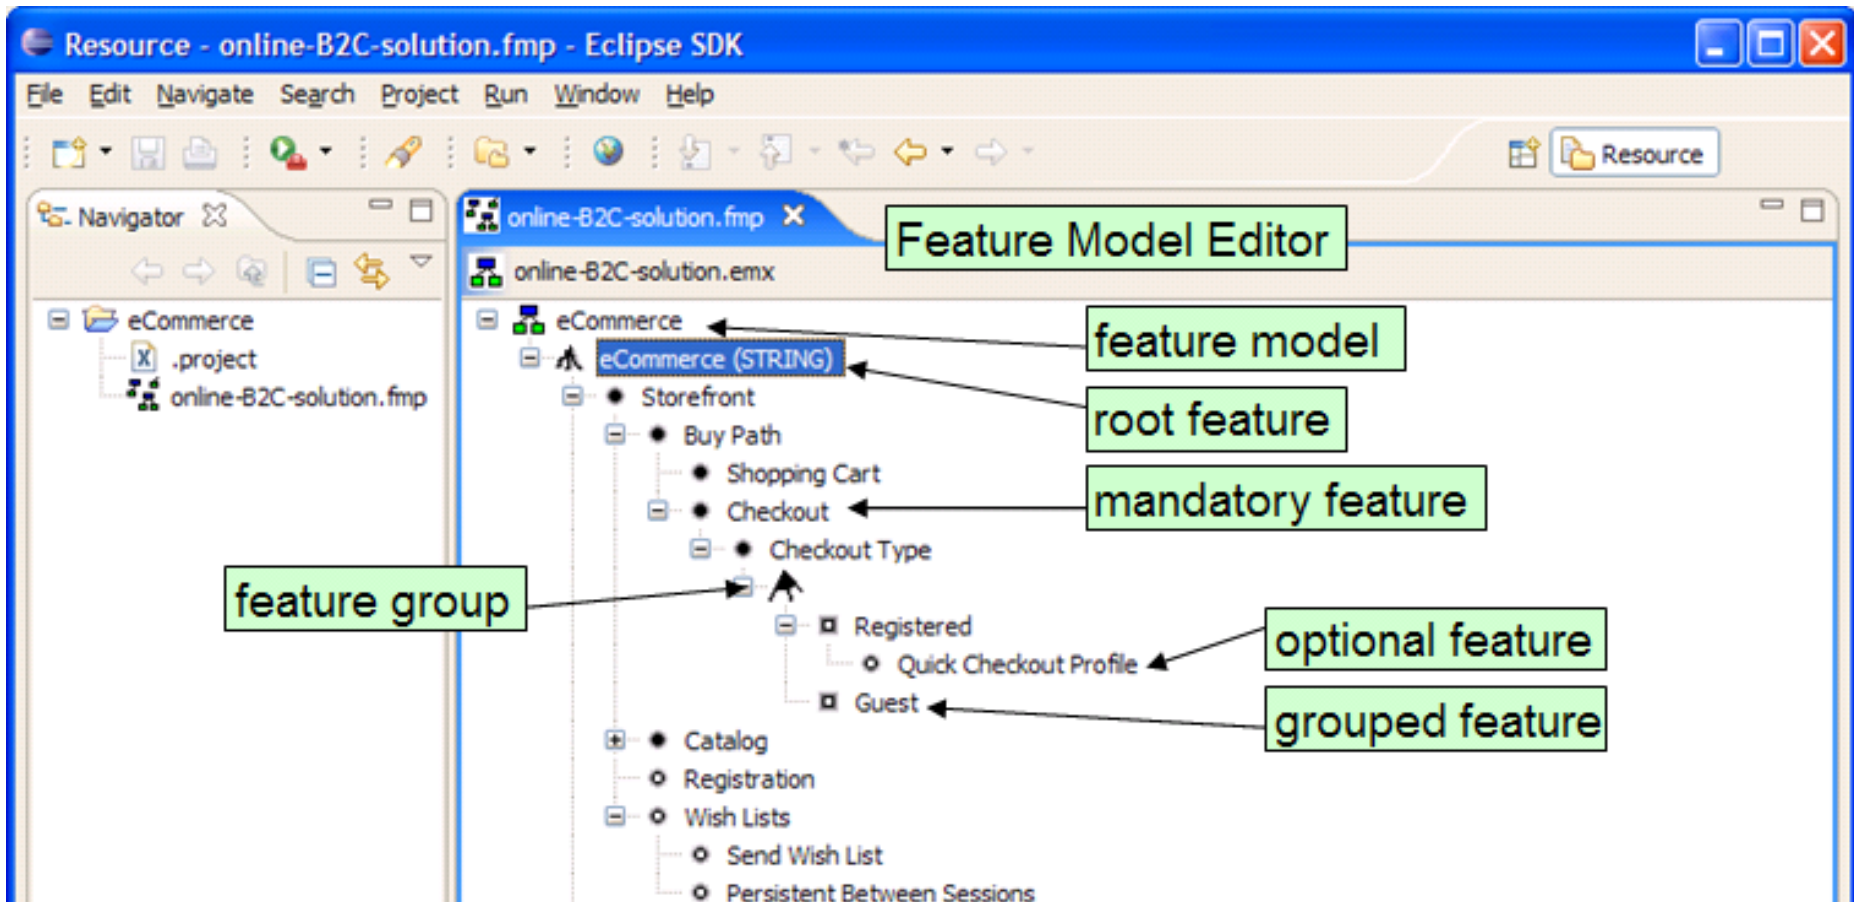 Resource - online-B2C-solution.fmp - Eclipse SDK
File Edit Navigate Search Project Run Window Help
Resource
Navigator
online-B2C-solution.fmp
Feature Model Editor
online-B2C-solution.emx
eCommerce
.project
online-B2C-solution.fmp
eCommerce
feature model
eCommerce (STRING)
root feature
Storefront
Buy Path
Shopping Cart
Checkout
mandatory feature
Checkout Type
feature group
Registered
optional feature
Quick Checkout Profile
Guest
grouped feature
Catalog
Registration
Wish Lists
Send Wish List
Persistent Between Sessions